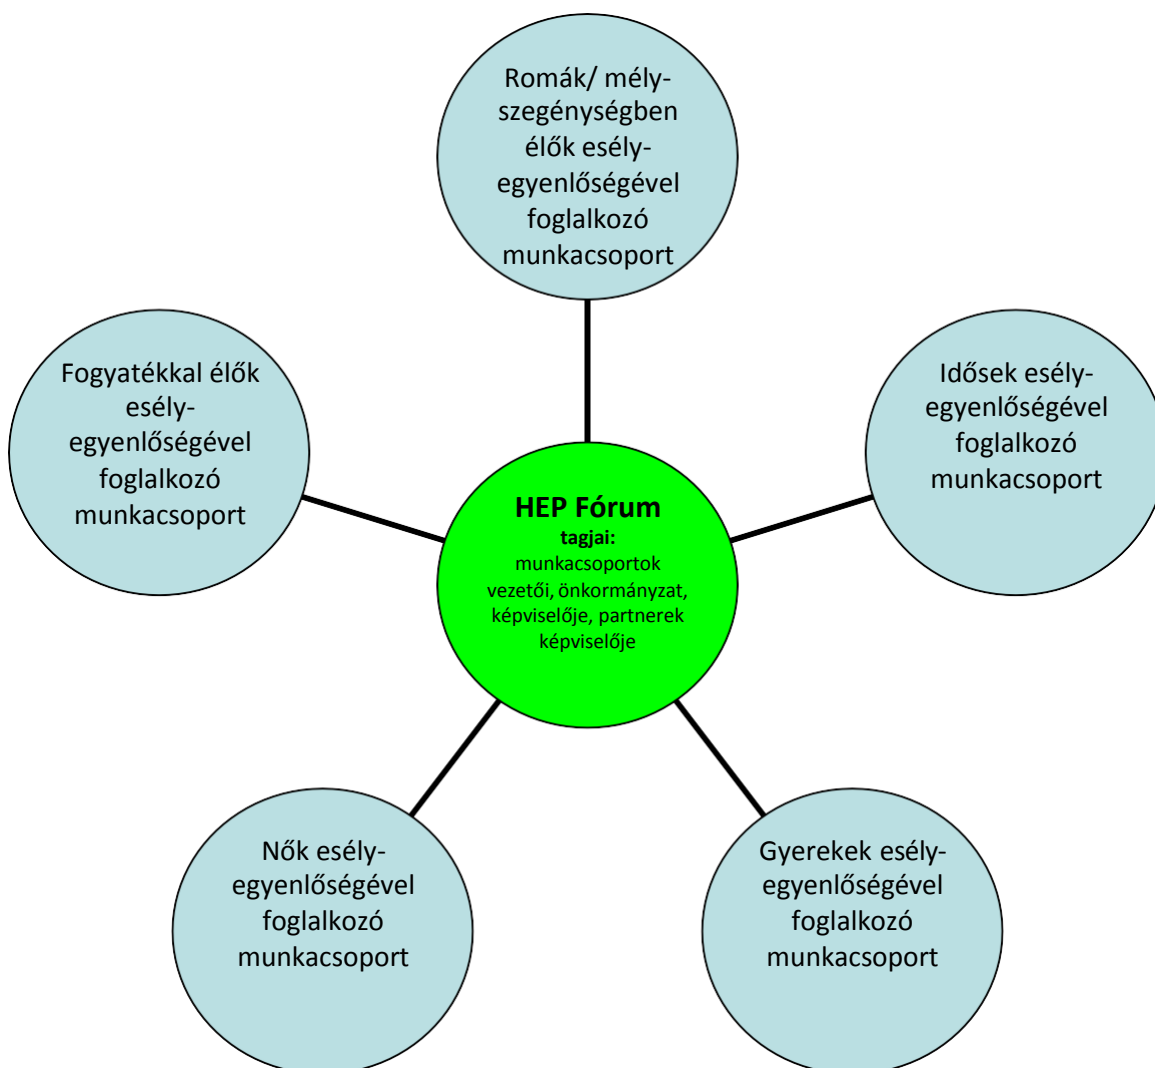 Romák/ mély-
szegénységben
élők esély-
egyenlőségével
foglalkozó
munkacsoport
Fogyatékkal élők
esély-
egyenlőségével
foglalkozó
munkacsoport
Idősek esély-
egyenlőségével
foglalkozó
munkacsoport
HEP Fórum
tagjai:
munkacsoportok
vezetői, önkormányzat,
képviselője, partnerek
képviselője
Nők esély-
egyenlőségével
foglalkozó
munkacsoport
Gyerekek esély-
egyenlőségével
foglalkozó
munkacsoport